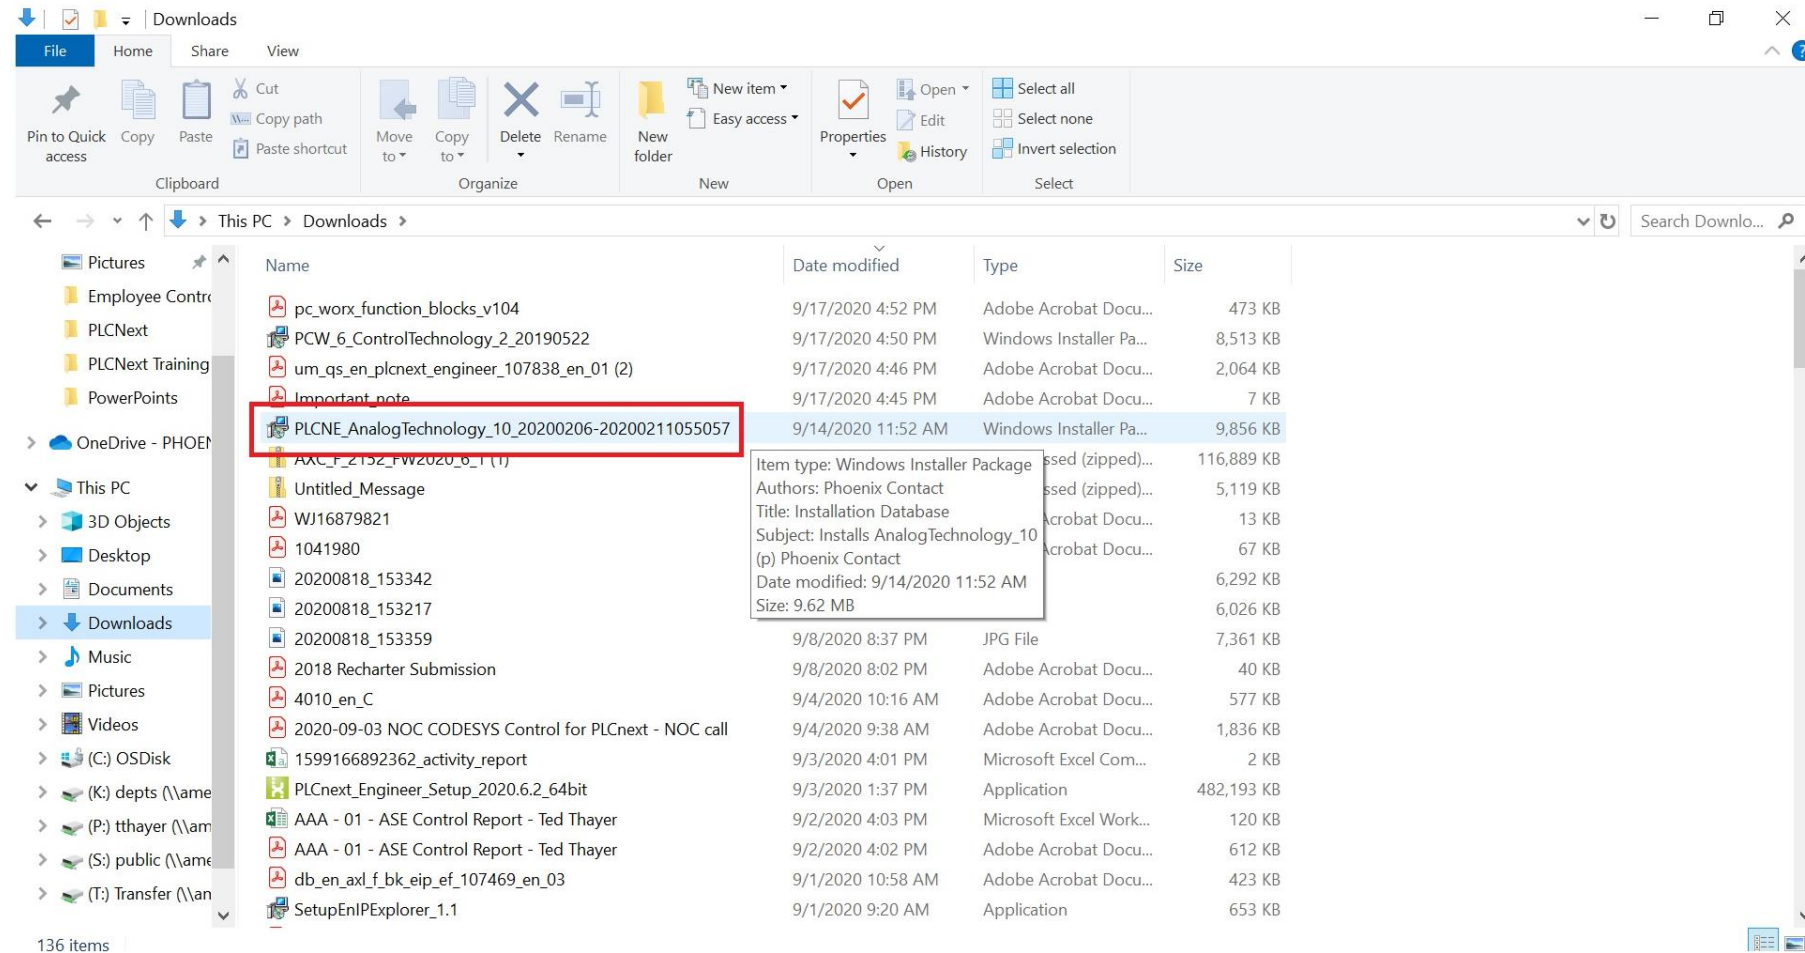 Downloads
File Home Share View
?
Pin to Quick access
Copy
Paste
Cut
Copy path
Paste shortcut
Clipboard
Move to
Copy to
Delete
Rename
Organize
New folder
New item
Easy access
New
Properties
Open
Edit
History
Open
Select all
Select none
Invert selection
Select
This PC > Downloads >
Search Downlo...
Pictures
Employee Contro
PLCNext
PLCNext Training
PowerPoints
OneDrive - PHOEN
This PC
3D Objects
Desktop
Documents
Downloads
Music
Pictures
Videos
(C:) OSDisk
(K:) depts (\\ame
(P:) tthayer (\\am
(S:) public (\\ame
(T:) Transfer (\\an
Name Date modified Type Size
pc_worx_function_blocks_v104 9/17/2020 4:52 PM Adobe Acrobat Docu... 473 KB
PCW_6_ControlTechnology_2_20190522 9/17/2020 4:50 PM Windows Installer Pa... 8,513 KB
um_qs_en_plcnext_engineer_107838_en_01 (2) 9/17/2020 4:46 PM Adobe Acrobat Docu... 2,064 KB
Important_note 9/17/2020 4:45 PM Adobe Acrobat Docu... 7 KB
PLCNE_AnalogTechnology_10_20200206-20200211055057 9/14/2020 11:52 AM Windows Installer Pa... 9,856 KB
AXC_F_2152_FW2020_6_1 (1) ssed (zipped)... 116,889 KB
Untitled_Message ssed (zipped)... 5,119 KB
WJ16879821 Acrobat Docu... 13 KB
1041980 Acrobat Docu... 67 KB
20200818_153342 6,292 KB
20200818_153217 6,026 KB
20200818_153359 9/8/2020 8:37 PM JPG File 7,361 KB
2018 Recharter Submission 9/8/2020 8:02 PM Adobe Acrobat Docu... 40 KB
4010_en_C 9/4/2020 10:16 AM Adobe Acrobat Docu... 577 KB
2020-09-03 NOC CODESYS Control for PLCnext - NOC call 9/4/2020 9:38 AM Adobe Acrobat Docu... 1,836 KB
1599166892362_activity_report 9/3/2020 4:01 PM Microsoft Excel Com... 2 KB
PLCnext_Engineer_Setup_2020.6.2_64bit 9/3/2020 1:37 PM Application 482,193 KB
AAA - 01 - ASE Control Report - Ted Thayer 9/2/2020 4:03 PM Microsoft Excel Work... 120 KB
AAA - 01 - ASE Control Report - Ted Thayer 9/2/2020 4:02 PM Adobe Acrobat Docu... 612 KB
db_en_axl_f_bk_eip_ef_107469_en_03 9/1/2020 10:58 AM Adobe Acrobat Docu... 423 KB
SetupEnIPExplorer_1.1 9/1/2020 9:20 AM Application 653 KB
Item type: Windows Installer Package
Authors: Phoenix Contact
Title: Installation Database
Subject: Installs AnalogTechnology_10
(p) Phoenix Contact
Date modified: 9/14/2020 11:52 AM
Size: 9.62 MB
136 items